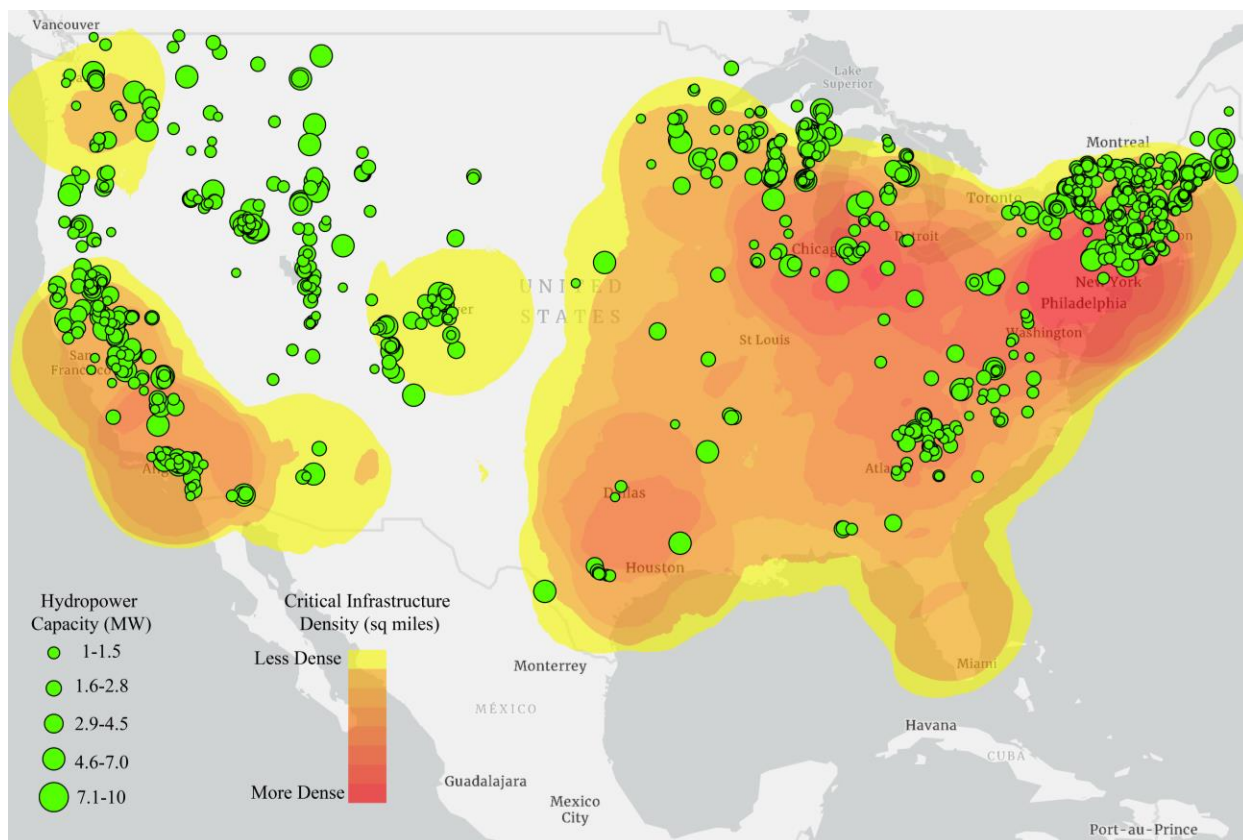 Vancouver
Lake
Superior
Montreal
Toronto
Detroit
Chicag
New York
Philadelphia
Washington
UNITED
STATES
St Louis
San
Francisco
Ang
Atla
Dallas
Houston
Miami
Monterrey
MÉXICO
Havana
CUBA
Guadalajara
Mexico
City
Port-au-Prince
Hydropower
Capacity (MW)
1-1.5
1.6-2.8
2.9-4.5
4.6-7.0
7.1-10
Critical Infrastructure
Density (sq miles)
Less Dense
More Dense